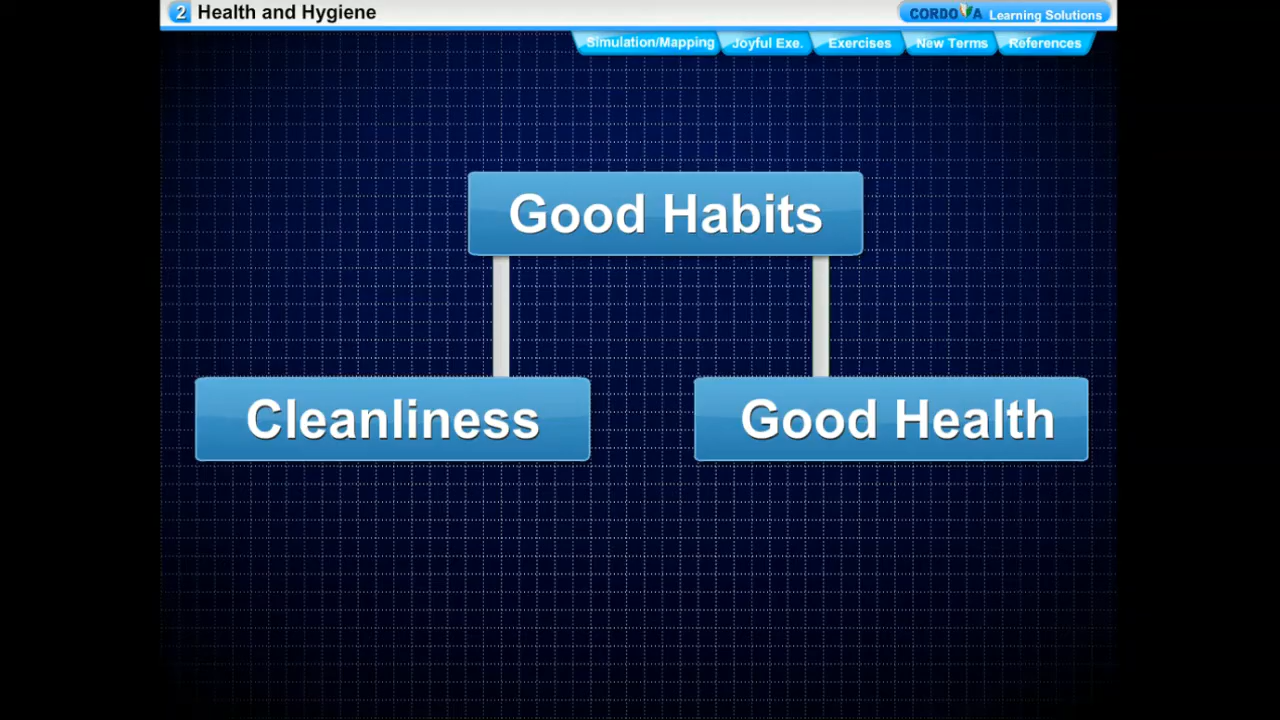 2 Health and Hygiene
CORDOVA Learning Solutions
Simulation/Mapping Joyful Exe. Exercises New Terms References
Good Habits
Cleanliness Good Health